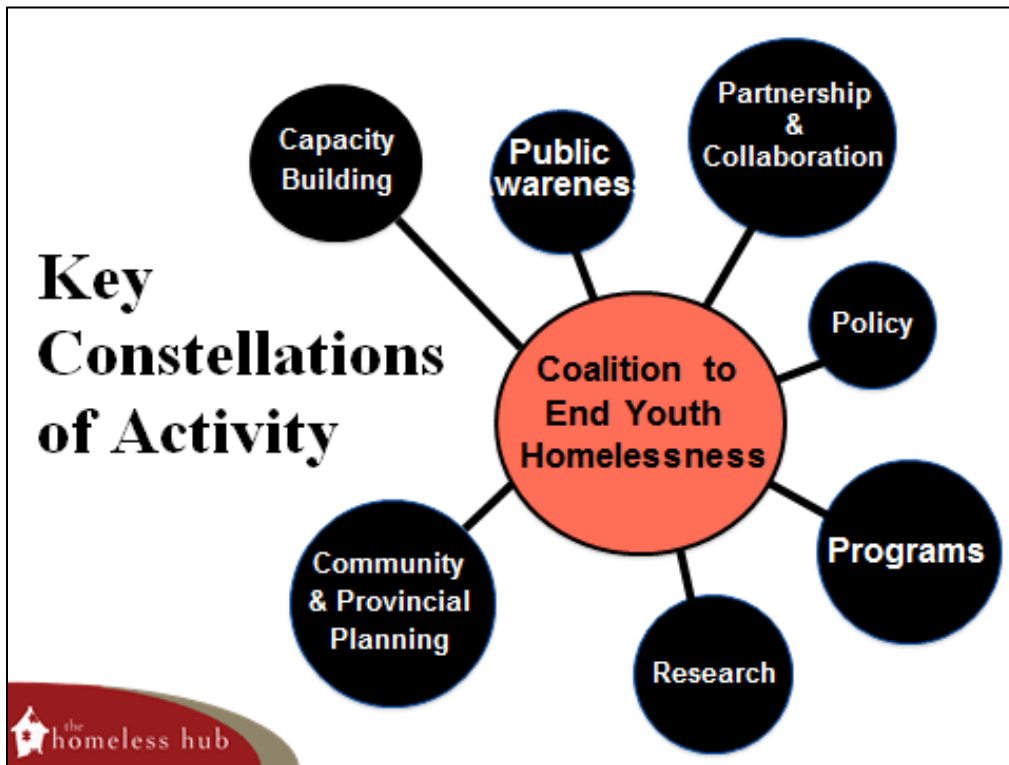 Key
Constellations
of Activity
Capacity
Building
Public
wareness
Partnership
&
Collaboration
Policy
Coalition to
End Youth
Homelessness
Programs
Community
& Provincial
Planning
Research
the
homeless hub